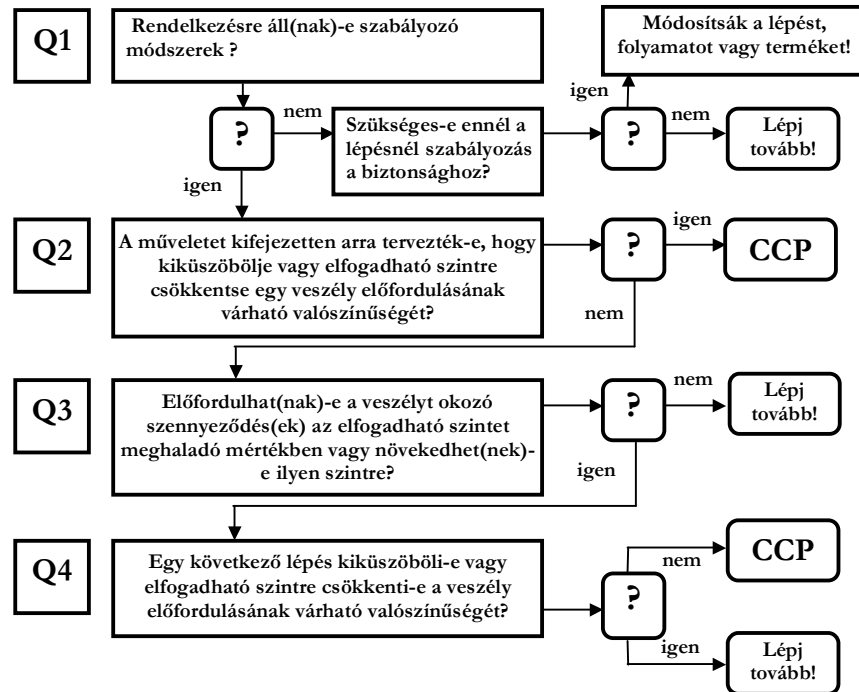 Q1
Rendelkezésre áll(nak)-e szabályozó
módszerek ?
Módosítsák a lépést,
folyamatot vagy terméket!
igen
?
nem
Szükséges-e ennél a
lépésnél szabályozás
a biztonsághoz?
?
nem
Lépj
tovább!
igen
Q2
A műveletet kifejezetten arra tervezték-e, hogy
kiküszöbölje vagy elfogadható szintre
csökkentse egy veszély előfordulásának
várható valószínűségét?
?
igen
CCP
nem
Q3
Előfordulhat(nak)-e a veszélyt okozó
szennyeződés(ek) az elfogadható szintet
meghaladó mértékben vagy növekedhet(nek)-
e ilyen szintre?
?
nem
Lépj
tovább!
igen
Q4
Egy következő lépés kiküszöböli-e vagy
elfogadható szintre csökkenti-e a veszély
előfordulásának várható valószínűségét?
?
nem
CCP
igen
Lépj
tovább!